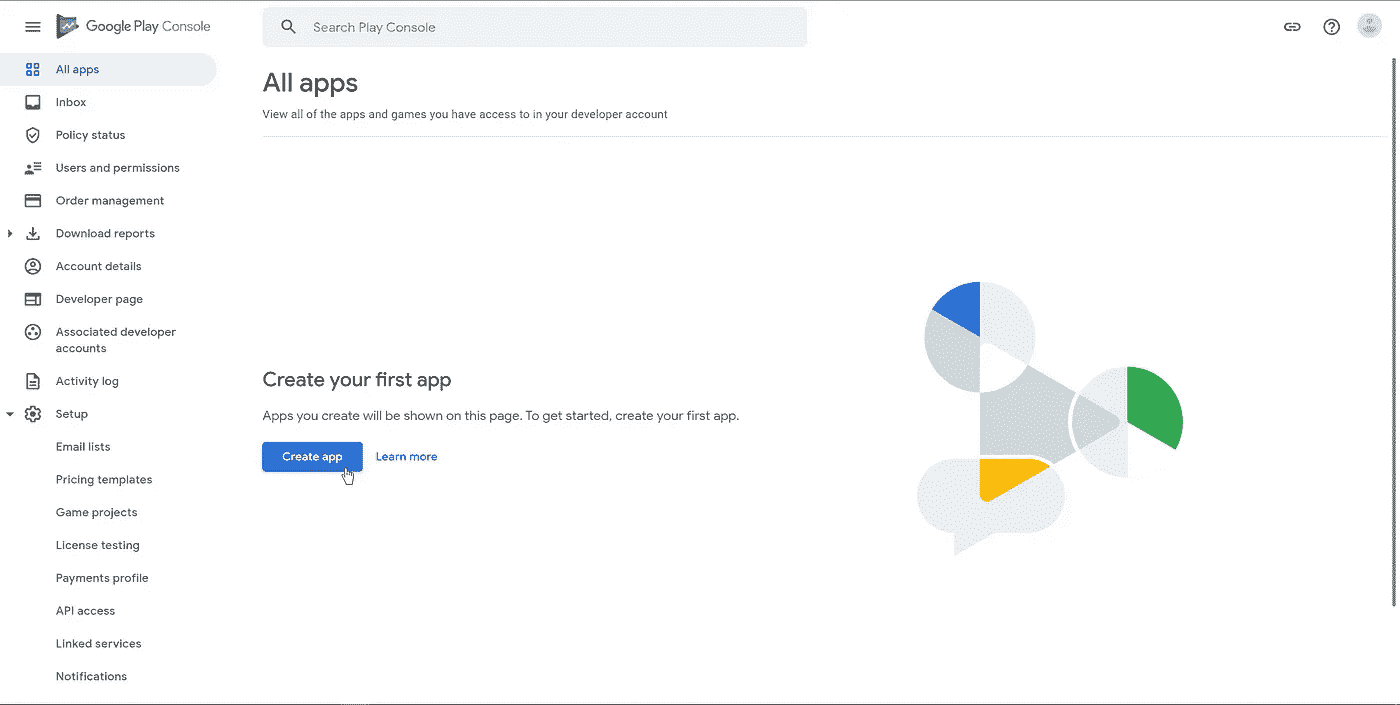 Google Play Console
Search Play Console
All apps
Inbox
Policy status
Users and permissions
Order management
Download reports
Account details
Developer page
Associated developer
accounts
Activity log
Setup
Email lists
Pricing templates
Game projects
License testing
Payments profile
API access
Linked services
Notifications
All apps
View all of the apps and games you have access to in your developer account
Create your first app
Apps you create will be shown on this page. To get started, create your first app.
Create app
Learn more